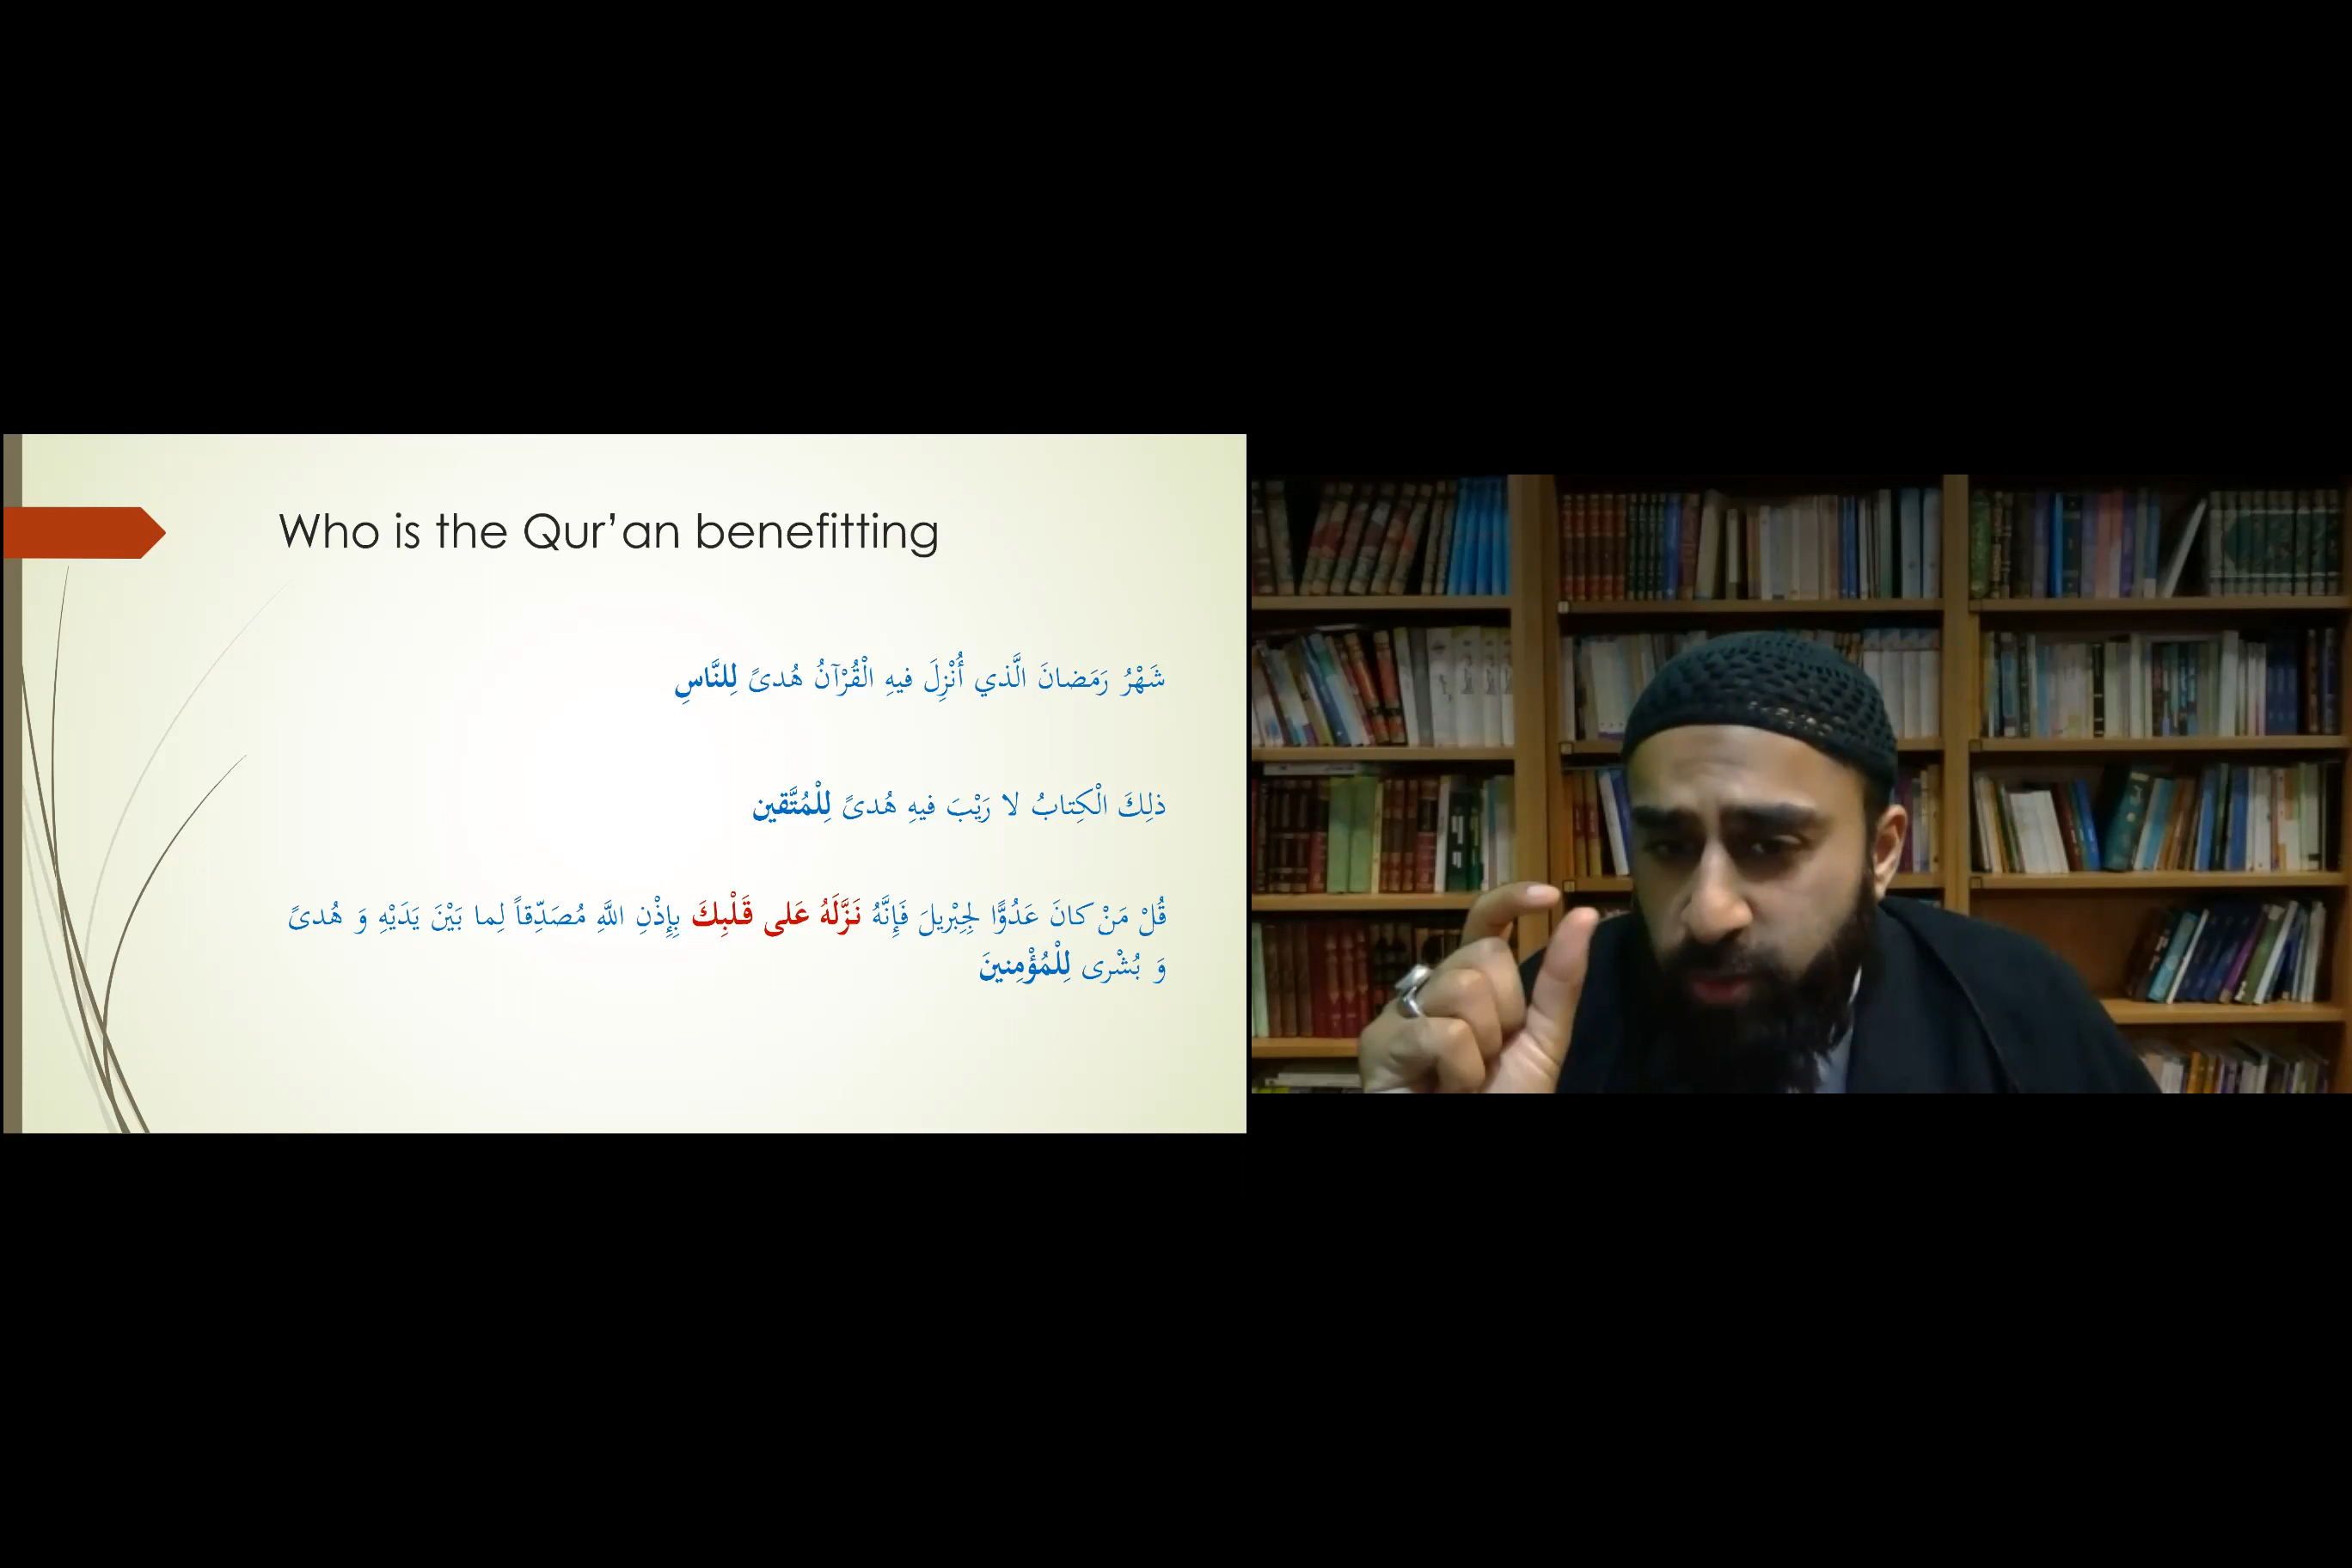 Who is the Qur’an benefitting
شَهْرُ رَمَضانَ الَّذي أُنْزِلَ فيهِ الْقُرْآنُ هُدىً لِلنَّاسِ
ذلِكَ الْكِتابُ لا رَيْبَ فيهِ هُدىً لِلْمُتَّقين
قُلْ مَنْ كانَ عَدُوًّا لِجِبْريلَ فَإِنَّهُ نَزَّلَهُ عَلى قَلْبِكَ بِإِذْنِ اللَّهِ مُصَدِّقاً لِما بَيْنَ يَدَيْهِ وَ هُدىً
وَ بُشْرى لِلْمُؤْمِنينَ